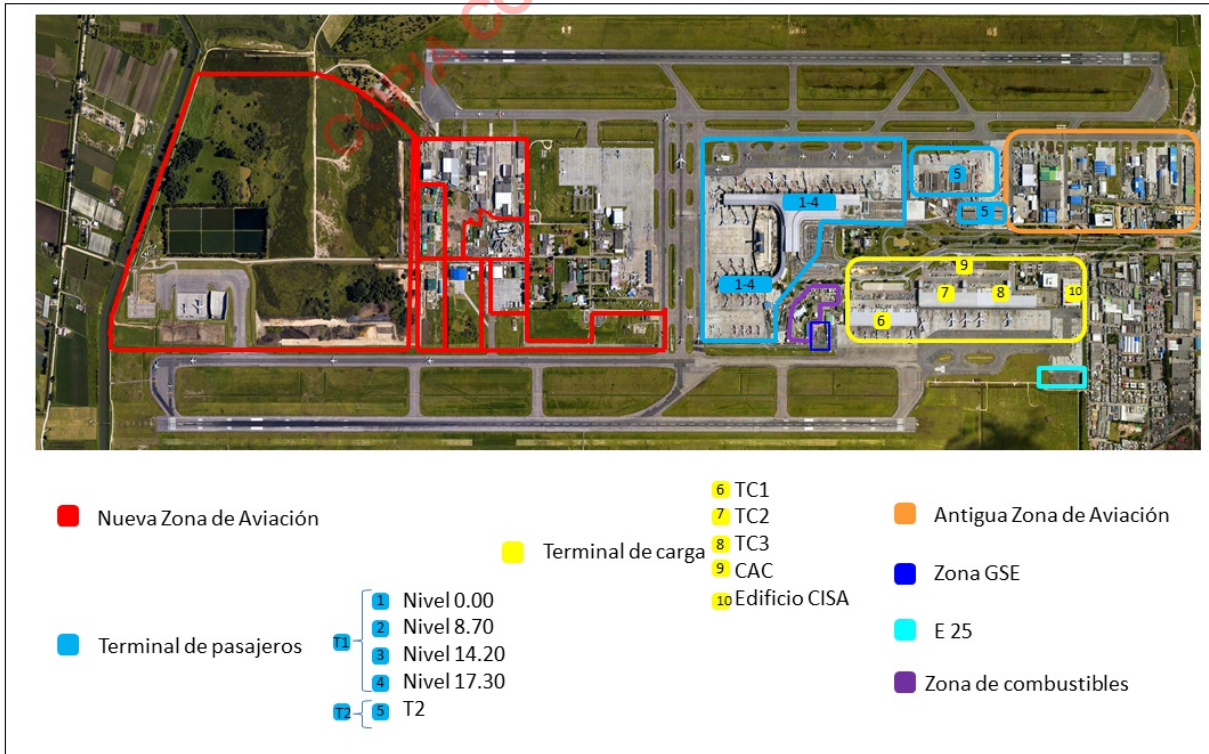 COPIA CO
5
1-4
5
9
1-4
7
8
10
6
Nueva Zona de Aviación
Terminal de pasajeros
T1
1 Nivel 0.00
2 Nivel 8.70
3 Nivel 14.20
4 Nivel 17.30
T2
5 T2
Terminal de carga
6 TC1
7 TC2
8 TC3
9 CAC
10 Edificio CISA
Antigua Zona de Aviación
Zona GSE
E 25
Zona de combustibles